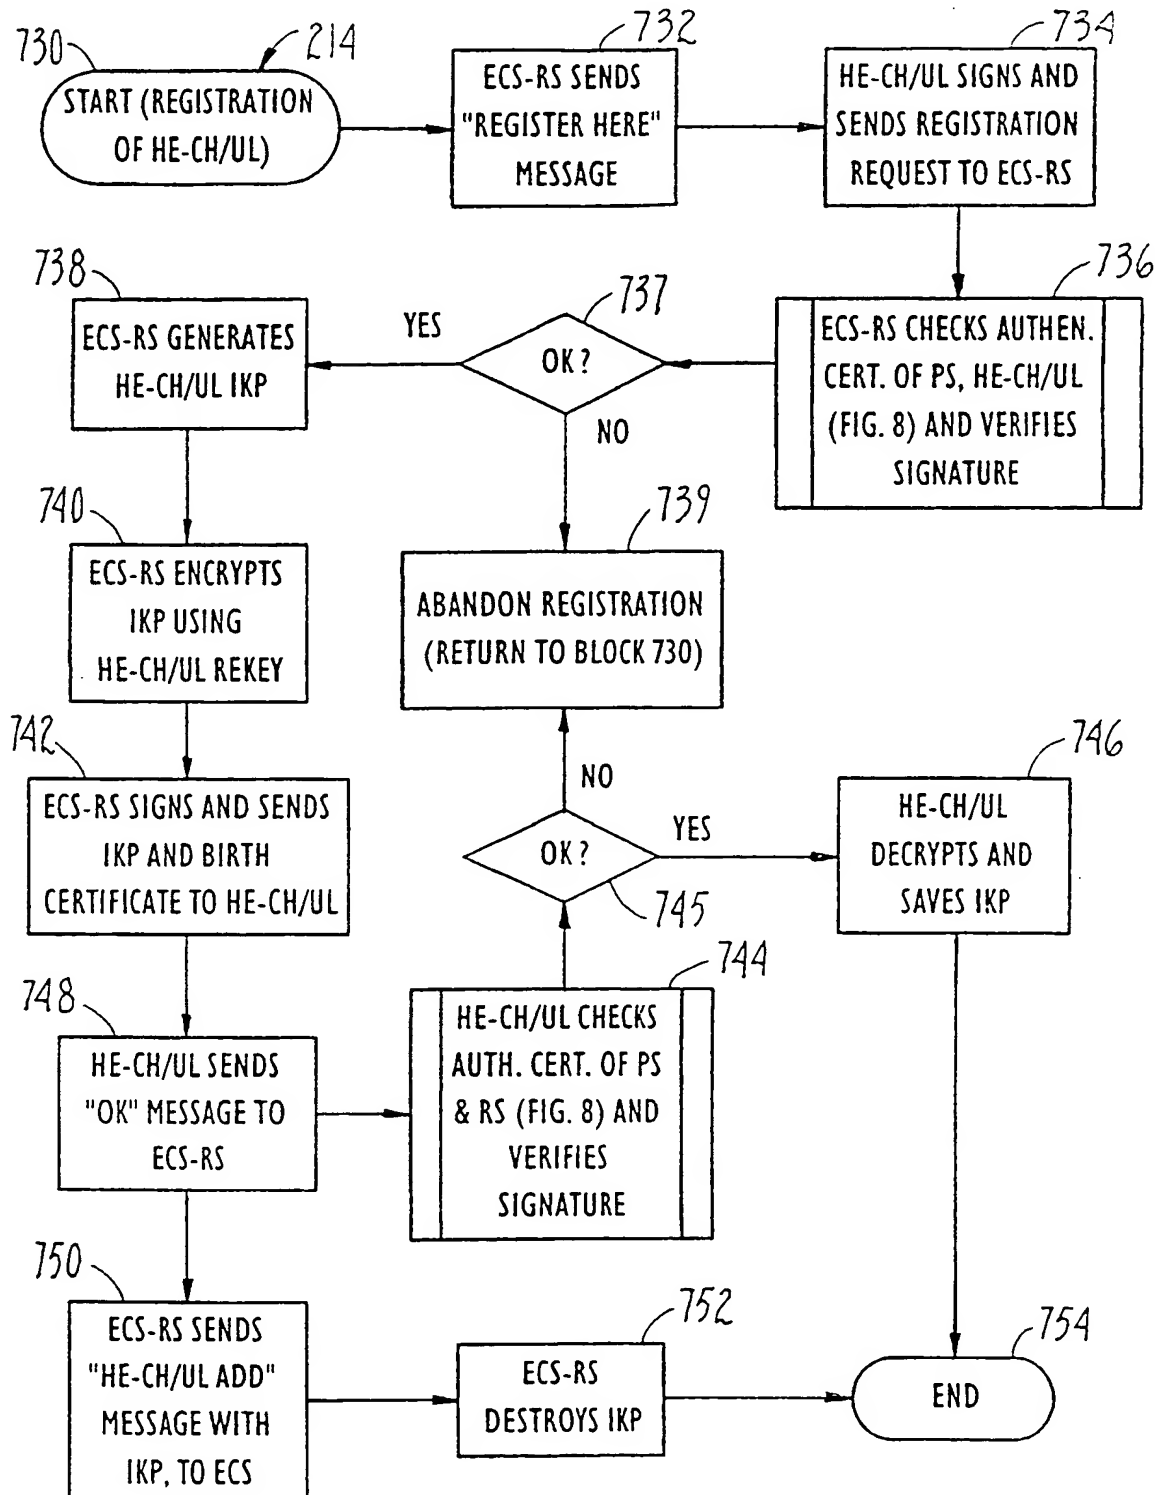 730
214
START (REGISTRATION
OF HE-CH/UL)
732
ECS-RS SENDS
"REGISTER HERE"
MESSAGE
734
HE-CH/UL SIGNS AND
SENDS REGISTRATION
REQUEST TO ECS-RS
736
ECS-RS CHECKS AUTHEN.
CERT. OF PS, HE-CH/UL
(FIG. 8) AND VERIFIES
SIGNATURE
737
OK?
YES
NO
738
ECS-RS GENERATES
HE-CH/UL IKP
739
ABANDON REGISTRATION
(RETURN TO BLOCK 730)
740
ECS-RS ENCRYPTS
IKP USING
HE-CH/UL REKEY
742
ECS-RS SIGNS AND SENDS
IKP AND BIRTH
CERTIFICATE TO HE-CH/UL
748
HE-CH/UL SENDS
"OK" MESSAGE TO
ECS-RS
744
HE-CH/UL CHECKS
AUTH. CERT. OF PS
& RS (FIG. 8) AND
VERIFIES
SIGNATURE
745
OK?
NO
YES
746
HE-CH/UL
DECRYPTS AND
SAVES IKP
750
ECS-RS SENDS
"HE-CH/UL ADD"
MESSAGE WITH
IKP, TO ECS
752
ECS-RS
DESTROYS IKP
754
END